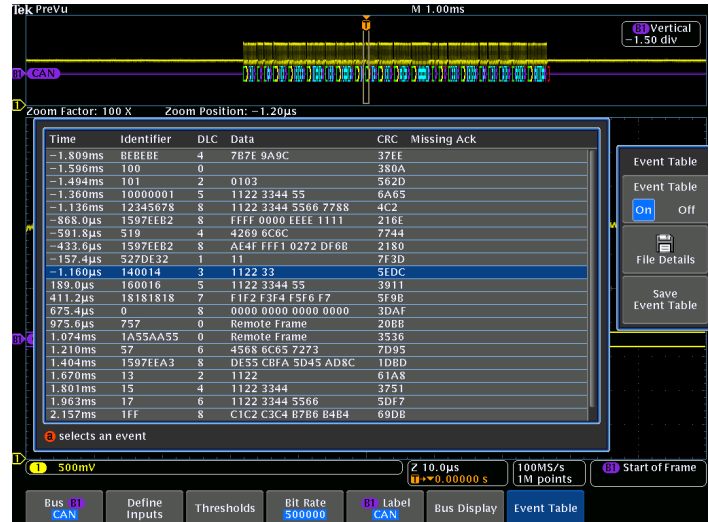 Tek PreVu M 1.00ms
T
B1 Vertical
-1.50 div
B1 CAN
1
Zoom Factor: 100 X Zoom Position: -1.20µs
Time Identifier DLC Data CRC Missing Ack
-1.809ms BEBEBE 4 7B7E 9A9C 37EE
-1.596ms 100 0 380A
-1.494ms 101 2 0103 562D
-1.360ms 10000001 5 1122 3344 55 6A65
-1.136ms 12345678 8 1122 3344 5566 7788 4C2
-868.0µs 1597EEB2 8 FFFF 0000 EEEE 1111 216E
-591.8µs 519 4 4269 6C6C 7744
-433.6µs 1597EEB2 8 AE4F FFF1 0272 DF6B 2180
-157.4µs 527DE32 1 11 7F3D
-1.160µs 140014 3 1122 33 5EDC
189.0µs 160016 5 1122 3344 55 3911
411.2µs 18181818 7 F1F2 F3F4 F5F6 F7 5F9B
675.4µs 0 8 0000 0000 0000 0000 3DAF
975.6µs 757 0 Remote Frame 20BB
1.074ms 1A55AA55 0 Remote Frame 3536
1.210ms 57 6 4568 6C65 7273 7D95
1.404ms 1597EEA3 8 DE55 CBFA 5D45 AD8C 1DBD
1.670ms 13 2 1122 61A8
1.801ms 15 4 1122 3344 3751
1.963ms 17 6 1122 3344 5566 5DF7
2.157ms 1FF 8 C1C2 C3C4 B7B6 B4B4 69DB
a selects an event
Event Table
Event Table
On Off
File Details
Save
Event Table
B1
1
1 500mV
Z 10.0µs
T→▼0.00000 s
100MS/s
1M points
B1 Start of Frame
Bus B1
CAN
Define
Inputs
Thresholds
Bit Rate
500000
B1 Label
CAN
Bus Display
Event Table